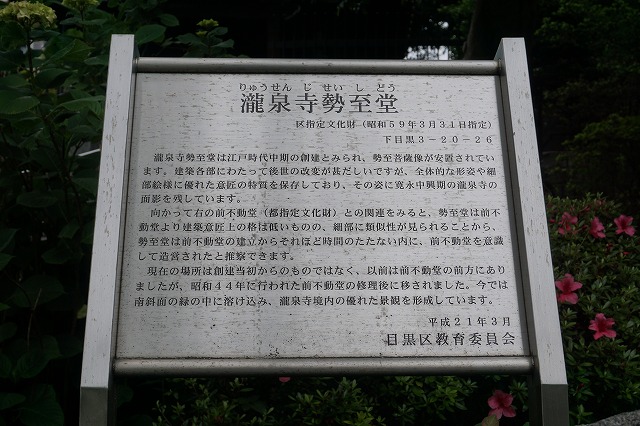 りゅうせんじせいしどう
瀧泉寺勢至堂
区指定文化財（昭和59年3月31日指定）
下目黒3－20－26
瀧泉寺勢至堂は江戸時代中期の創建とみられ、勢至菩薩像が安置されてい
ます。建築各部にわたって後世の改変が甚だしいですが、全体的な形姿や細
部絵様に優れた意匠の特質を保存しており、その姿に寛永中興期の瀧泉寺の
面影を残しています。
向かって右の前不動堂（都指定文化財）との関連をみると、勢至堂は前不
動堂より建築意匠上の格は低いものの、細部に類似性が見られることから、
勢至堂は前不動堂の建立からそれほど時間のたたない内に、前不動堂を意識
して造営されたと推察できます。
現在の場所は創建当初からのものではなく、以前は前不動堂の前方にあり
ましたが、昭和44年に行われた前不動堂の修理後に移されました。今では
南斜面の緑の中に溶け込み、瀧泉寺境内の優れた景観を形成しています。
平成21年3月
目黒区教育委員会